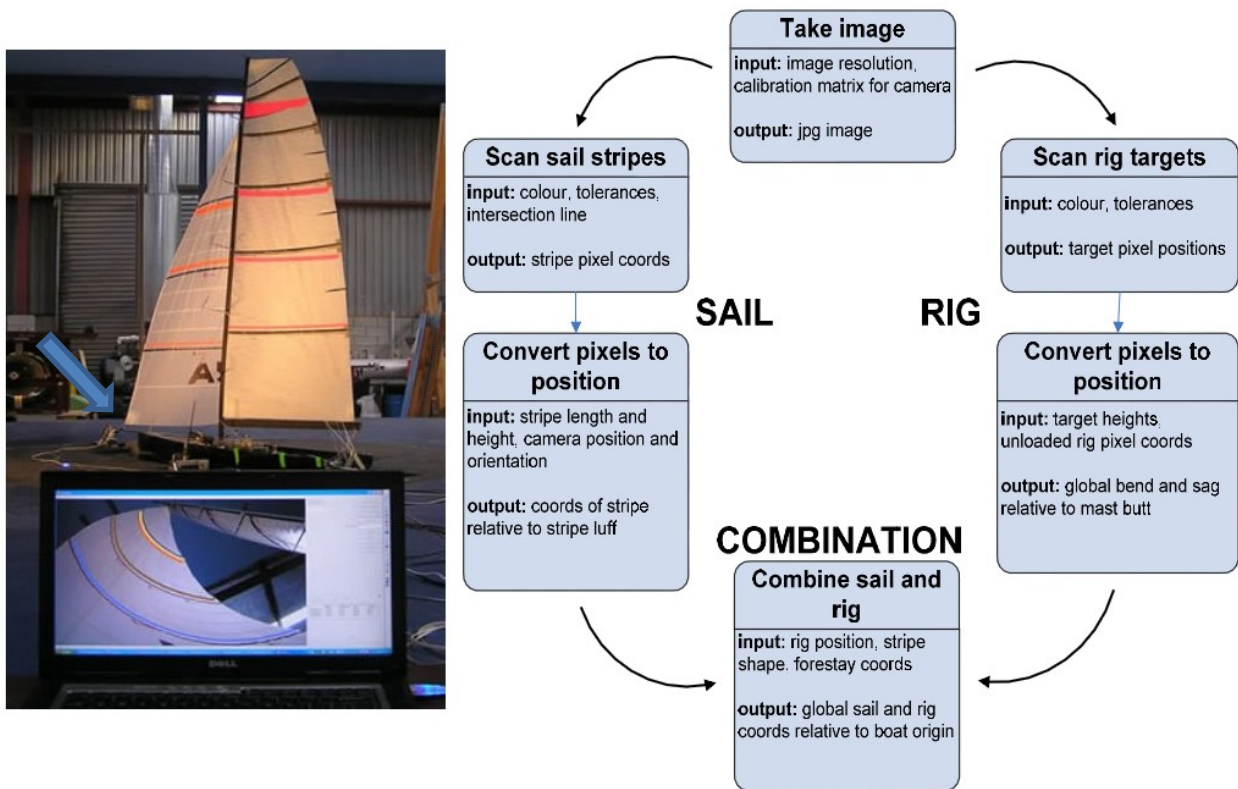 Take image
input: image resolution,
calibration matrix for camera
output: jpg image
Scan sail stripes
input: colour, tolerances,
intersection line
output: stripe pixel coords
Scan rig targets
input: colour, tolerances
output: target pixel positions
SAIL
RIG
Convert pixels to
position
input: stripe length and
height, camera position and
orientation
output: coords of stripe
relative to stripe luff
Convert pixels to
position
input: target heights,
unloaded rig pixel coords
output: global bend and sag
relative to mast butt
COMBINATION
Combine sail and
rig
input: rig position, stripe
shape. forestay coords
output: global sail and rig
coords relative to boat origin
DELL